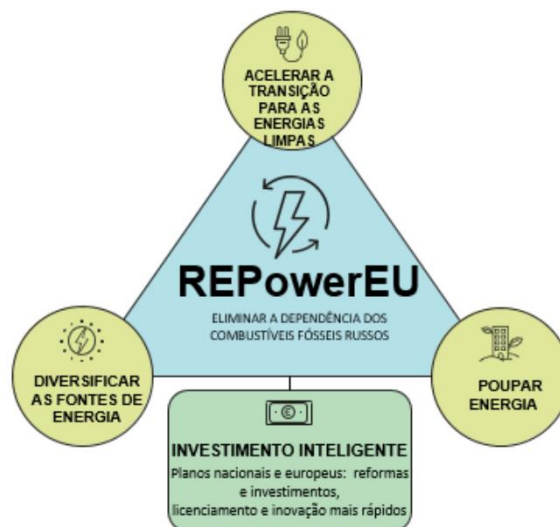 ACELERAR A
TRANSIÇÃO
PARA AS
ENERGIAS
LIMPAS
REPowerEU
ELIMINAR A DEPENDÊNCIA DOS
COMBUSTÍVEIS FÓSSEIS RUSSOS
DIVERSIFICAR
AS FONTES DE
ENERGIA
POUPAR
ENERGIA
€
INVESTIMENTO INTELIGENTE
Planos nacionais e europeus: reformas
e investimentos,
licenciamento e inovação mais rápidos